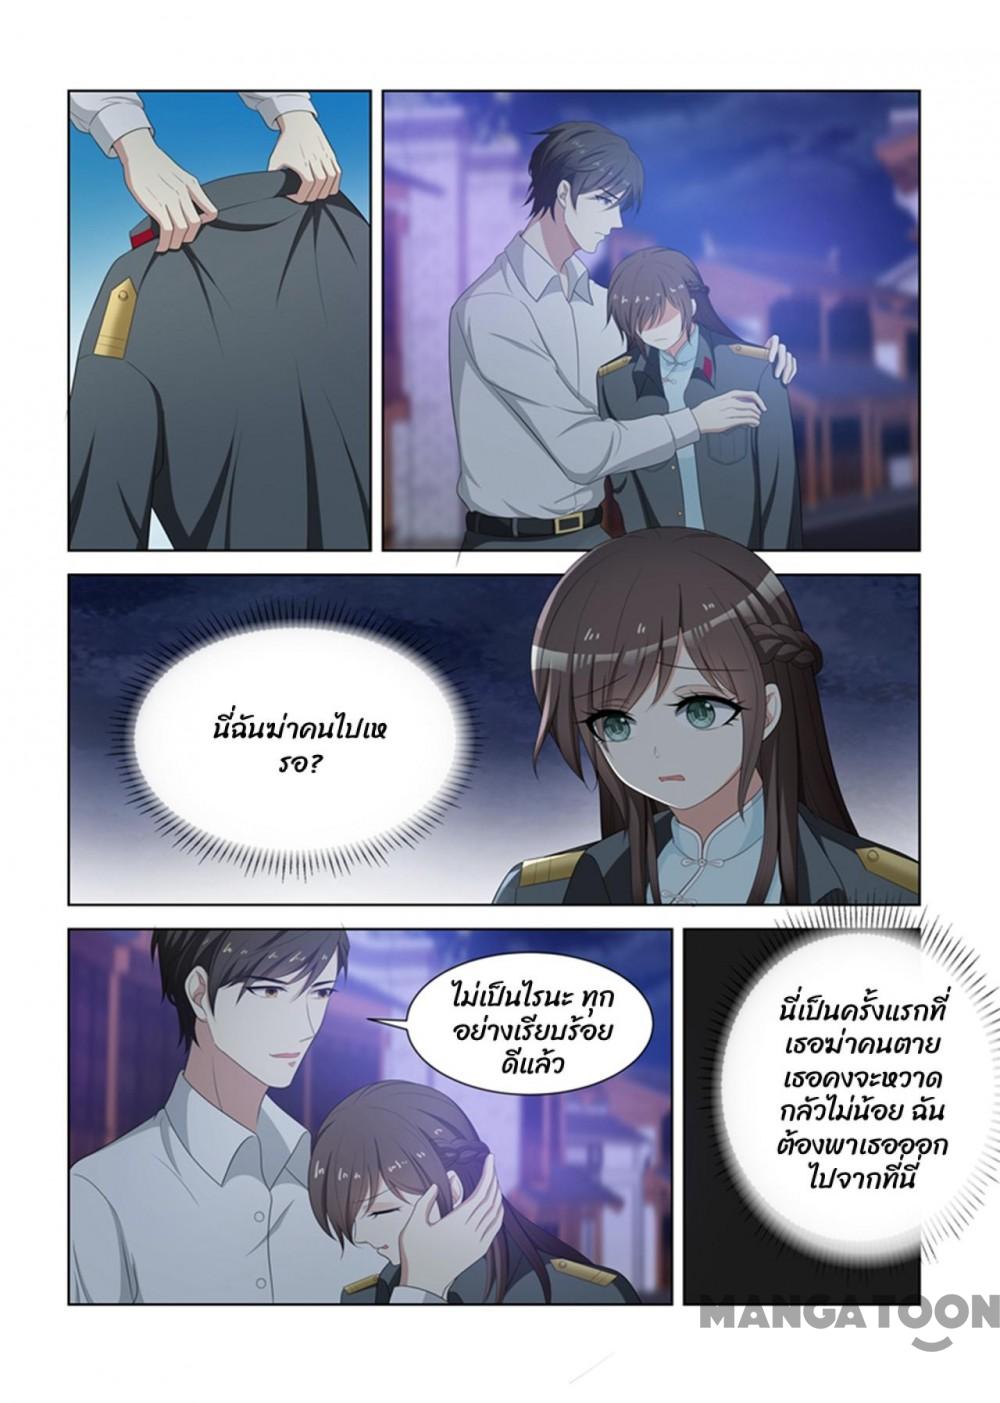 นี่ฉันฆ่าคนไปเห
รอ?
ไม่เป็นไรนะ ทุก
อย่างเรียบร้อย
ดีแล้ว
นี่เป็นครั้งแรกที่
เธอฆ่าคนตาย
เธอคงจะหวาด
กลัวไม่น้อย ฉัน
ต้องพาเธอออก
ไปจากที่นี่
MANGATOON